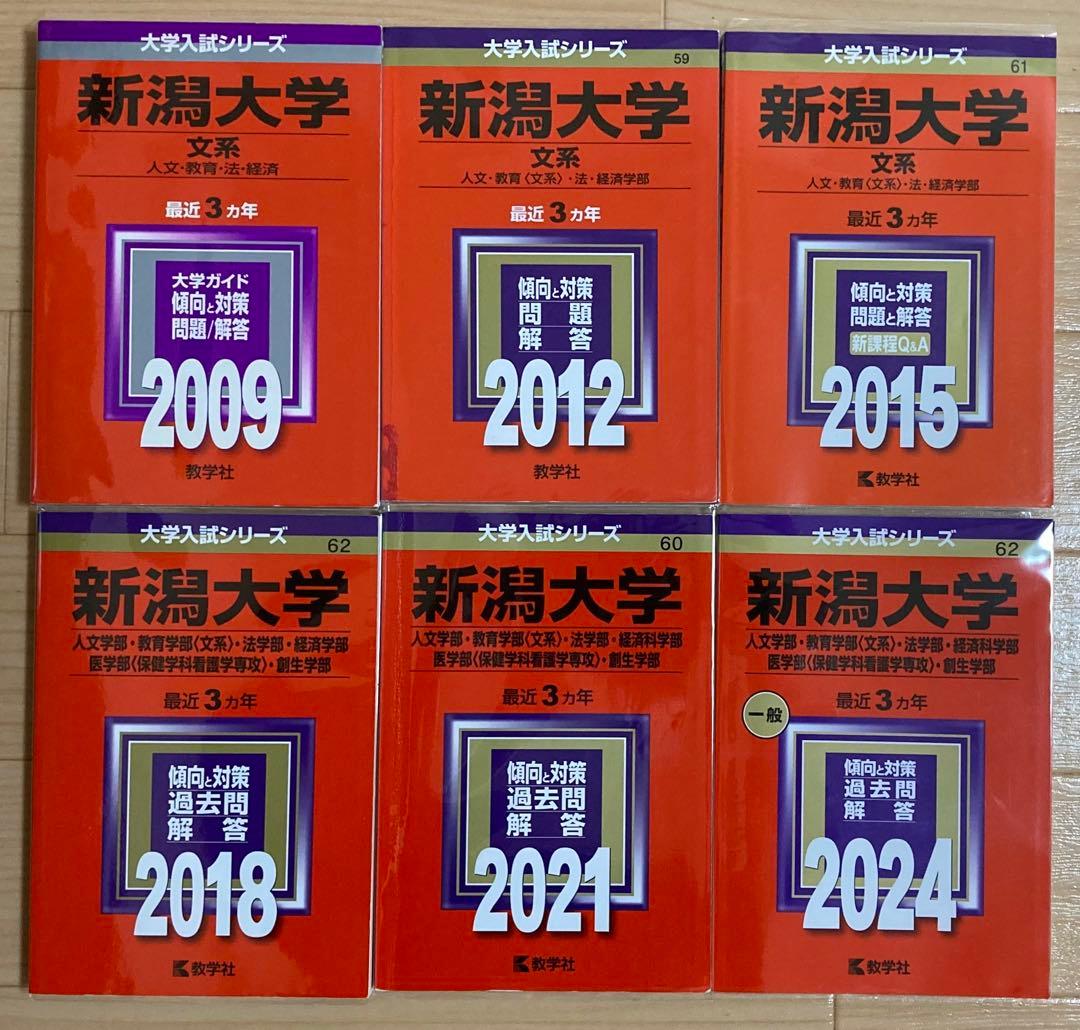 大学入試シリーズ
新潟大学
文系
人文・教育・法・経済
最近3カ年
大学ガイド
傾向と対策
問題/解答
2009
教学社
大学入試シリーズ
59
新潟大学
文系
人文・教育〈文系〉・法・経済学部
最近3カ年
傾向と対策
問題
解答
2012
教学社
大学入試シリーズ
61
新潟大学
文系
人文・教育〈文系〉・法・経済学部
最近3カ年
傾向と対策
問題と解答
新課程Q&A
2015
教学社
大学入試シリーズ
62
新潟大学
人文学部・教育学部〈文系〉・法学部・経済学部
医学部〈保健学科看護学専攻〉・創生学部
最近3カ年
傾向と対策
過去問
解答
2018
教学社
大学入試シリーズ
60
新潟大学
人文学部・教育学部〈文系〉・法学部・経済科学部
医学部〈保健学科看護学専攻〉・創生学部
最近3カ年
傾向と対策
過去問
解答
2021
教学社
大学入試シリーズ
62
新潟大学
人文学部・教育学部〈文系〉・法学部・経済科学部
医学部〈保健学科看護学専攻〉・創生学部
一般
最近3カ年
傾向と対策
過去問
解答
2024
教学社